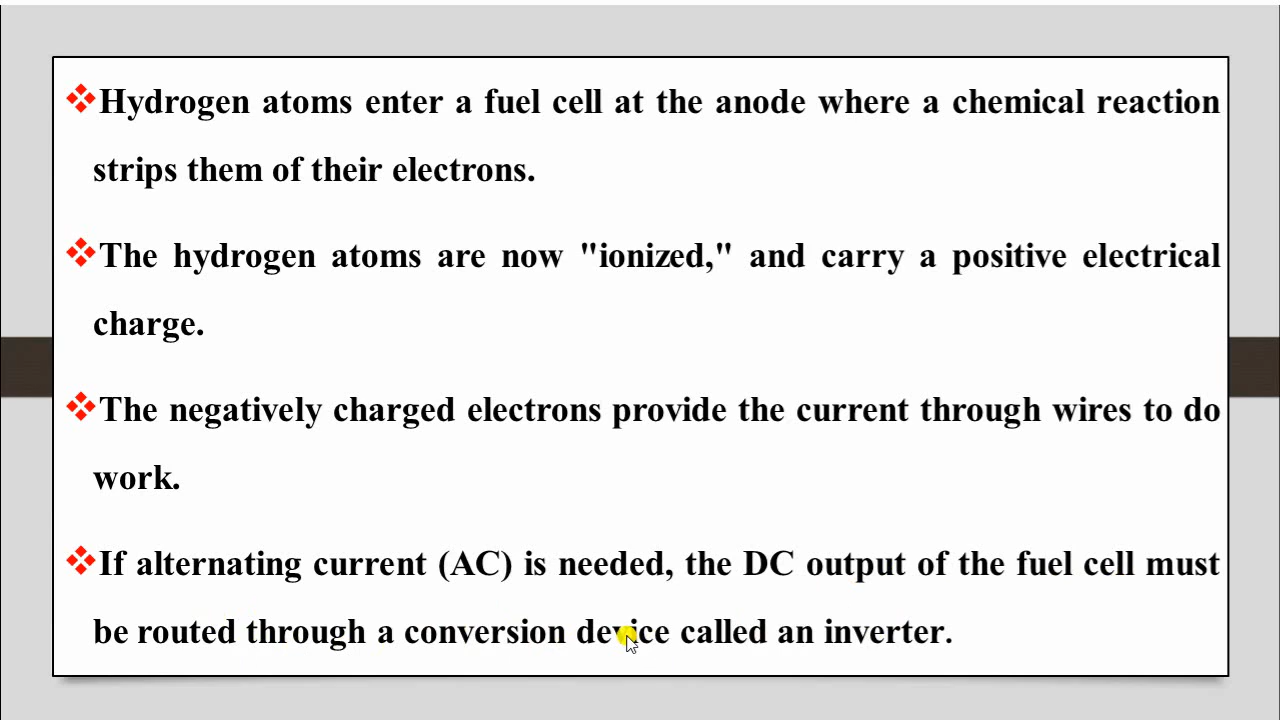 Hydrogen atoms enter a fuel cell at the anode where a chemical reaction
strips them of their electrons.
The hydrogen atoms are now "ionized," and carry a positive electrical
charge.
The negatively charged electrons provide the current through wires to do
work.
If alternating current (AC) is needed, the DC output of the fuel cell must
be routed through a conversion device called an inverter.